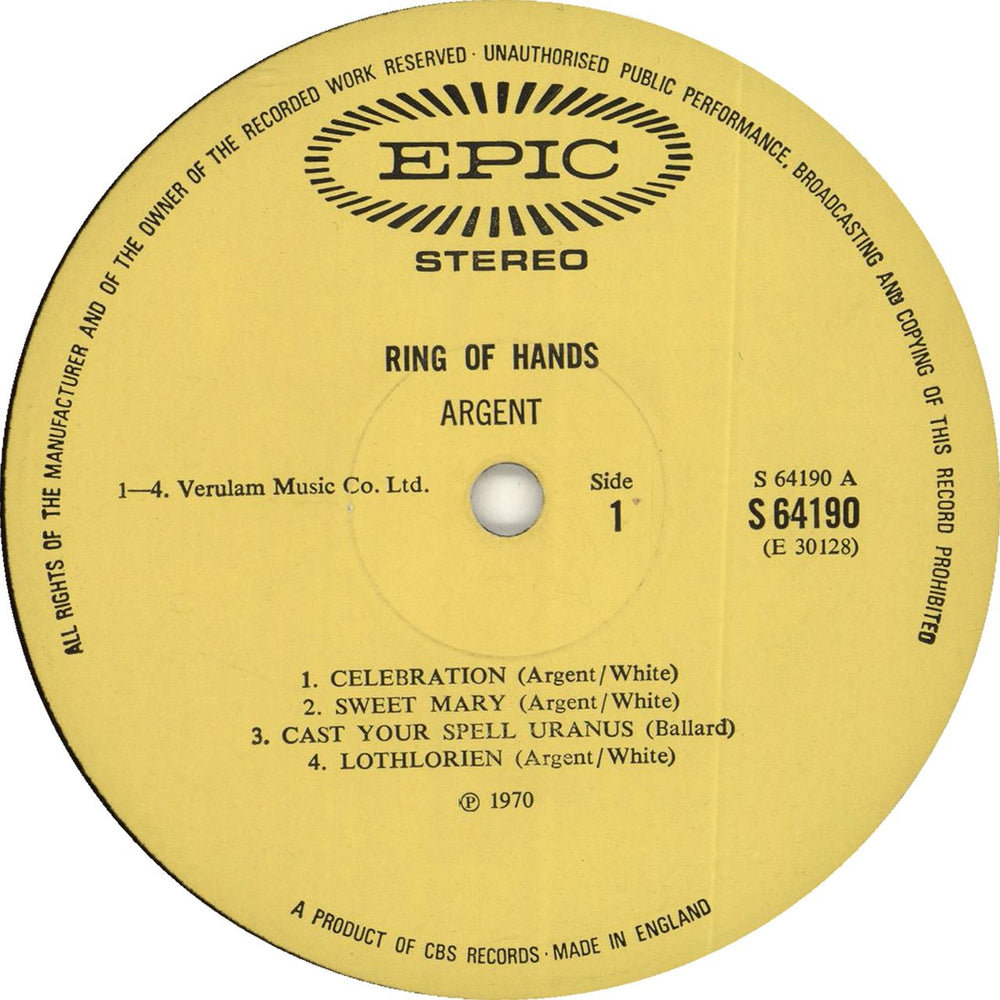 ALL RIGHTS OF THE MANUFACTURER AND OF THE OWNER OF THE RECORDED WORK RESERVED · UNAUTHORISED PUBLIC PERFORMANCE, BROADCASTING AND COPYING OF THIS RECORD PROHIBITED
EPIC
STEREO
RING OF HANDS
ARGENT
1—4. Verulam Music Co. Ltd.
Side
1
S 64190 A
S 64190
(E 30128)
1. CELEBRATION (Argent/White)
2. SWEET MARY (Argent/White)
3. CAST YOUR SPELL URANUS (Ballard)
4. LOTHLORIEN (Argent/White)
℗ 1970
A PRODUCT OF CBS RECORDS · MADE IN ENGLAND